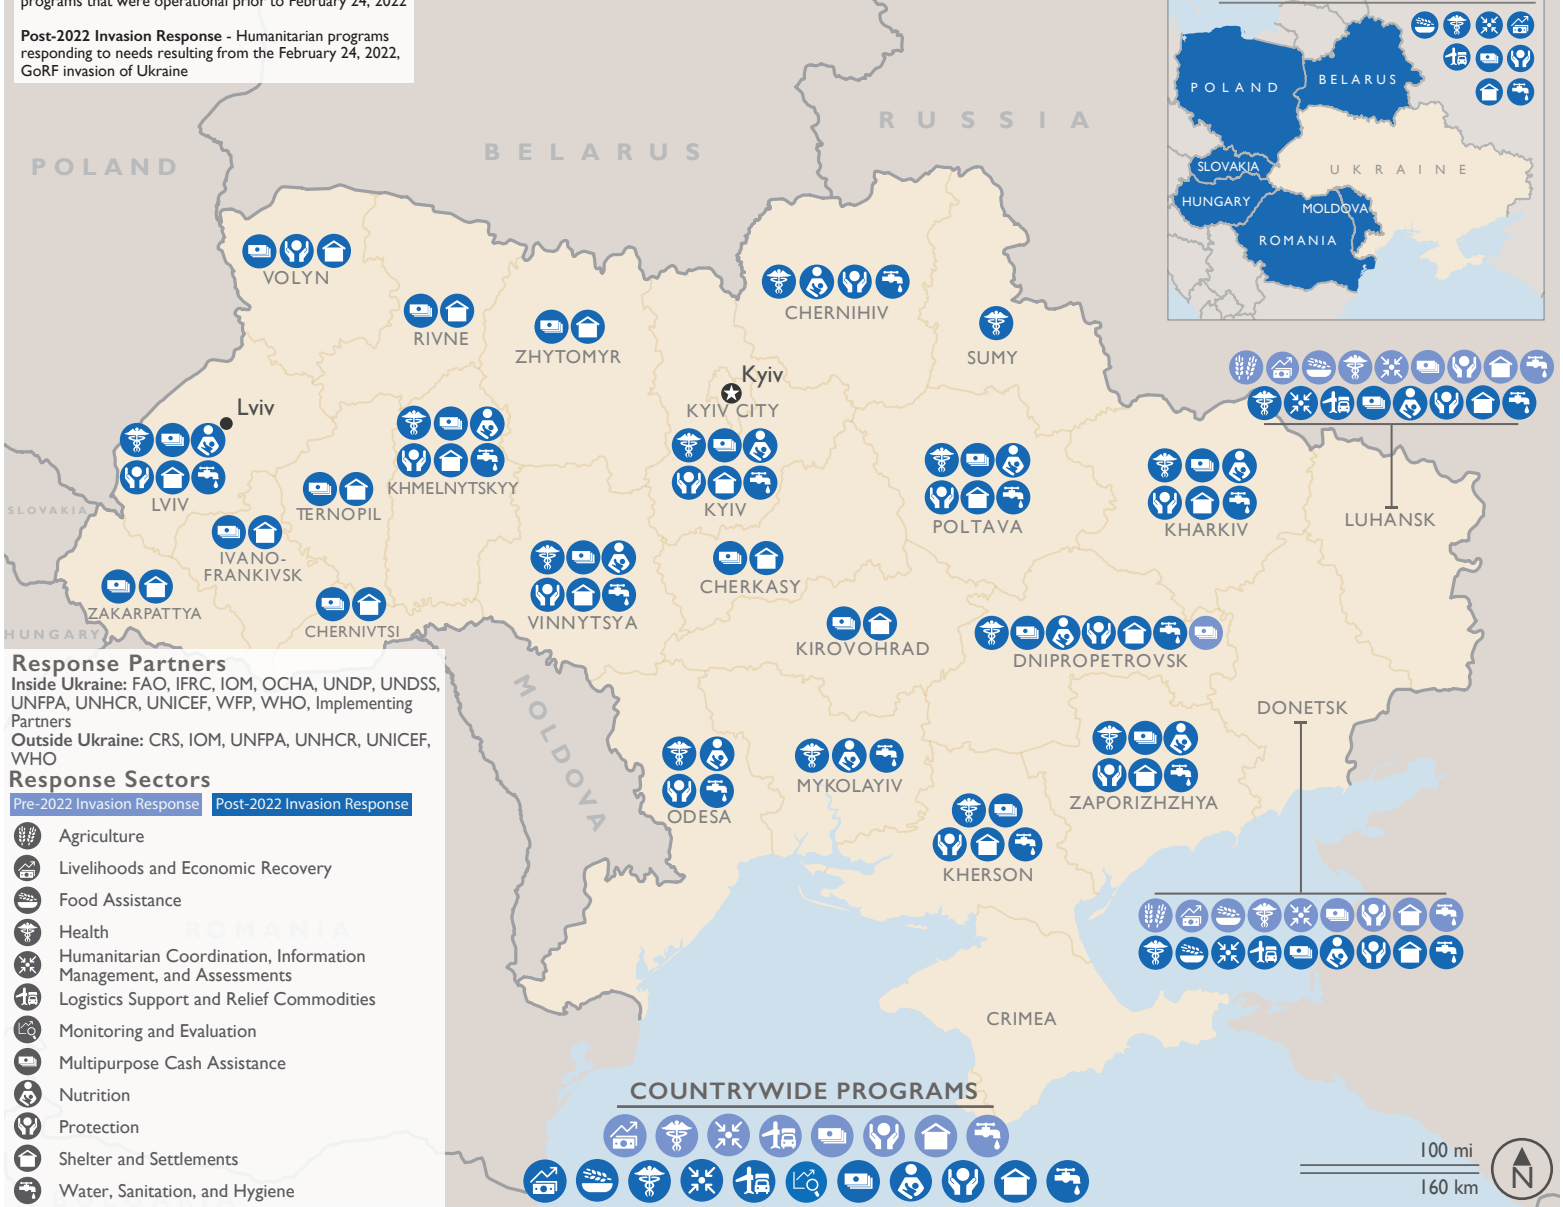 programs that were operational prior to February 24, 2022
Post-2022 Invasion Response - Humanitarian programs
responding to needs resulting from the February 24, 2022,
GoRF invasion of Ukraine
POLAND
BELARUS
RUSSIA
POLAND
BELARUS
SLOVAKIA
UKRAINE
HUNGARY
MOLDOVA
ROMANIA
VOLYN
RIVNE
ZHYTOMYR
CHERNIHIV
SUMY
Kyiv
KYIV CITY
Lviv
LVIV
KHMELNYTSKYY
TERNOPIL
KYIV
POLTAVA
KHARKIV
LUHANSK
SLOVAKIA
IVANO-
FRANKIVSK
ZAKARPATTYA
CHERNIVTSI
HUNGARY
VINNYTSYA
CHERKASY
KIROVOHRAD
DNIPROPETROVSK
DONETSK
MOLDOVA
ODESA
MYKOLAYIV
ZAPORIZHZHYA
KHERSON
CRIMEA
Response Partners
Inside Ukraine: FAO, IFRC, IOM, OCHA, UNDP, UNDSS,
UNFPA, UNHCR, UNICEF, WFP, WHO, Implementing
Partners
Outside Ukraine: CRS, IOM, UNFPA, UNHCR, UNICEF,
WHO
Response Sectors
Pre-2022 Invasion Response Post-2022 Invasion Response
Agriculture
Livelihoods and Economic Recovery
Food Assistance
ROMANIA
Health
Humanitarian Coordination, Information
Management, and Assessments
Logistics Support and Relief Commodities
Monitoring and Evaluation
Multipurpose Cash Assistance
Nutrition
Protection
Shelter and Settlements
Water, Sanitation, and Hygiene
COUNTRYWIDE PROGRAMS
100 mi
160 km
N